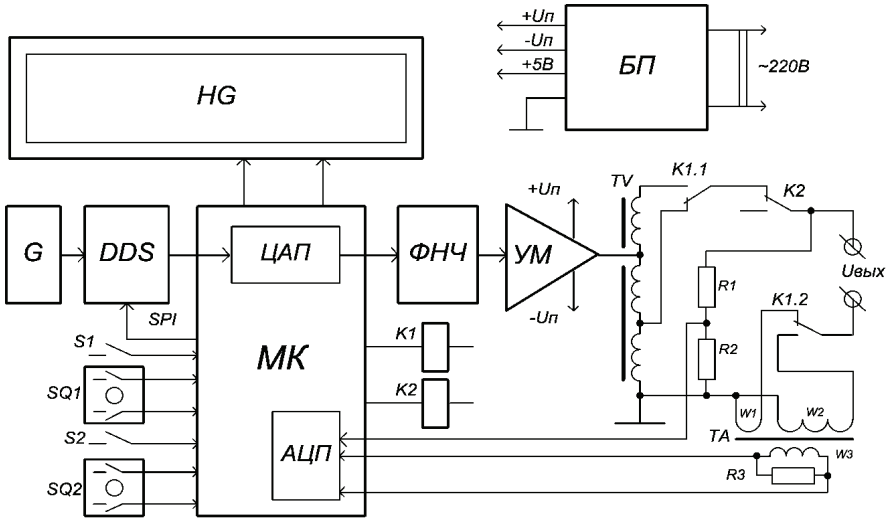 +Uп
-Uп
+5В
БП
~220В
HG
TV
K1.1
K2
+Uп
G
DDS
ЦАП
ФНЧ
УМ
Uвых
R1
-Uп
K1.2
SPI
S1
МК
K1
R2
SQ1
K2
W1
W2
S2
TA
АЦП
W3
R3
SQ2